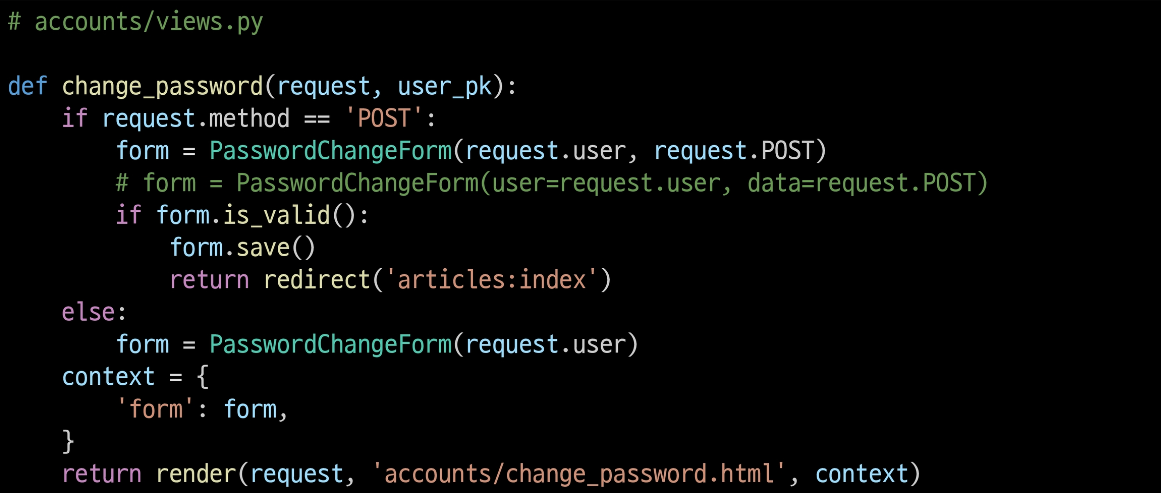 # accounts/views.py

def change_password(request, user_pk):
    if request.method == 'POST':
        form = PasswordChangeForm(request.user, request.POST)
        # form = PasswordChangeForm(user=request.user, data=request.POST)
        if form.is_valid():
            form.save()
            return redirect('articles:index')
    else:
        form = PasswordChangeForm(request.user)
    context = {
        'form': form,
    }
    return render(request, 'accounts/change_password.html', context)